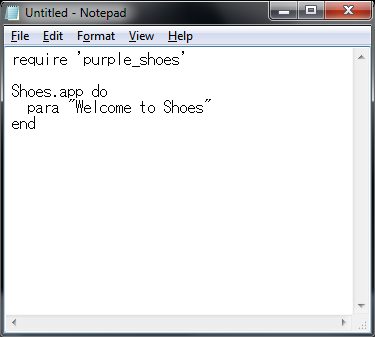 Untitled - Notepad
File Edit Format View Help
require 'purple_shoes'
Shoes.app do
  para "Welcome to Shoes"
end